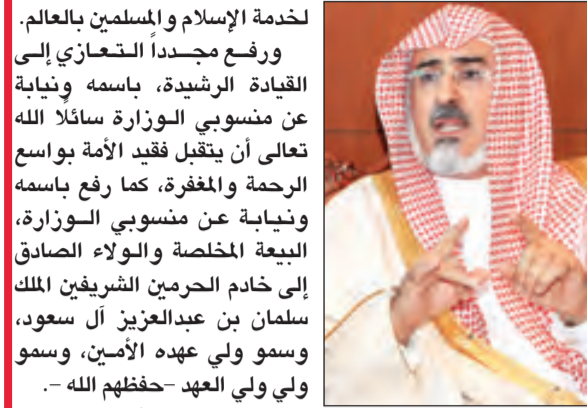 لخدمة الإسلام والمسلمين بالعالم.
ورفع مجدداً التعازي إلى
القيادة الرشيدة، باسمه ونيابة
عن منسوبي الوزارة سائلًا الله
تعالى أن يتقبل فقيد الأمة بواسع
الرحمة والمغفرة، كما رفع باسمه
ونيابة عن منسوبي الوزارة،
البيعة المخلصة والولاء الصادق
إلى خادم الحرمين الشريفين الملك
سلمان بن عبدالعزيز آل سعود،
وسمو ولي عهده الأمين، وسمو
ولي ولي العهد -حفظهم الله -.